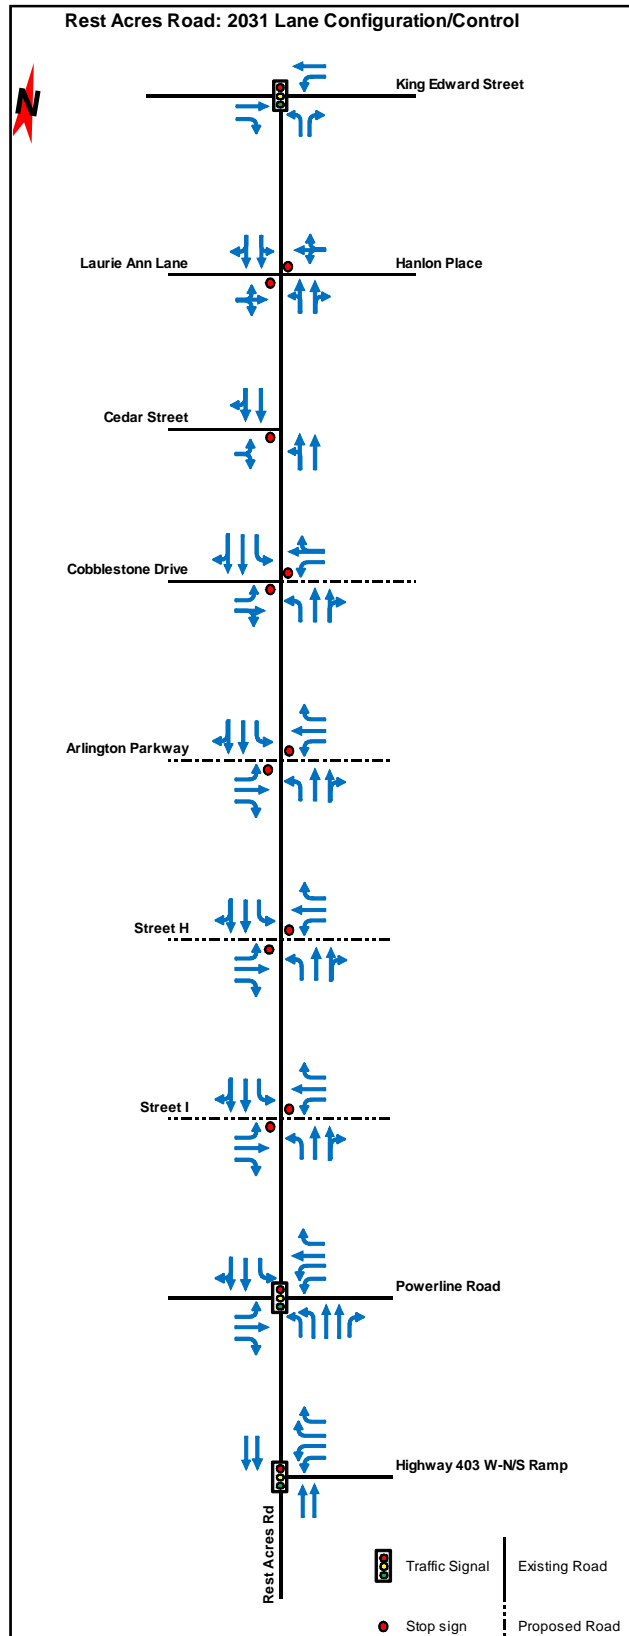 Rest Acres Road: 2031 Lane Configuration/Control
N
King Edward Street
Laurie Ann Lane
Hanlon Place
Cedar Street
Cobblestone Drive
Arlington Parkway
Street H
Street I
Powerline Road
Highway 403 W-N/S Ramp
Rest Acres Rd
Traffic Signal
Existing Road
Stop sign
Proposed Road